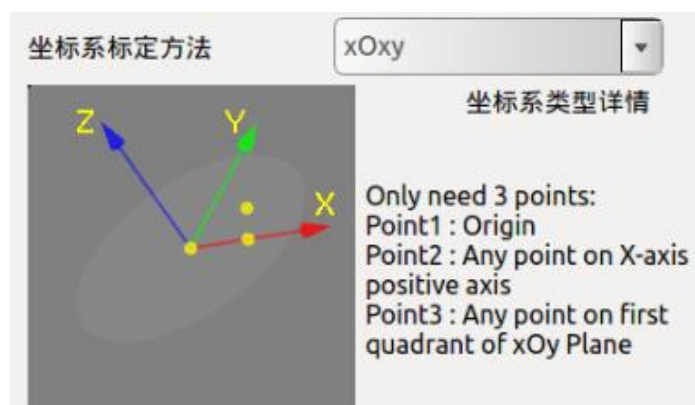 坐标系标定方法
xOxy
坐标系类型详情
Z
Y
X
Only need 3 points:
Point1 : Origin
Point2 : Any point on X-axis
positive axis
Point3 : Any point on first
quadrant of xOy Plane